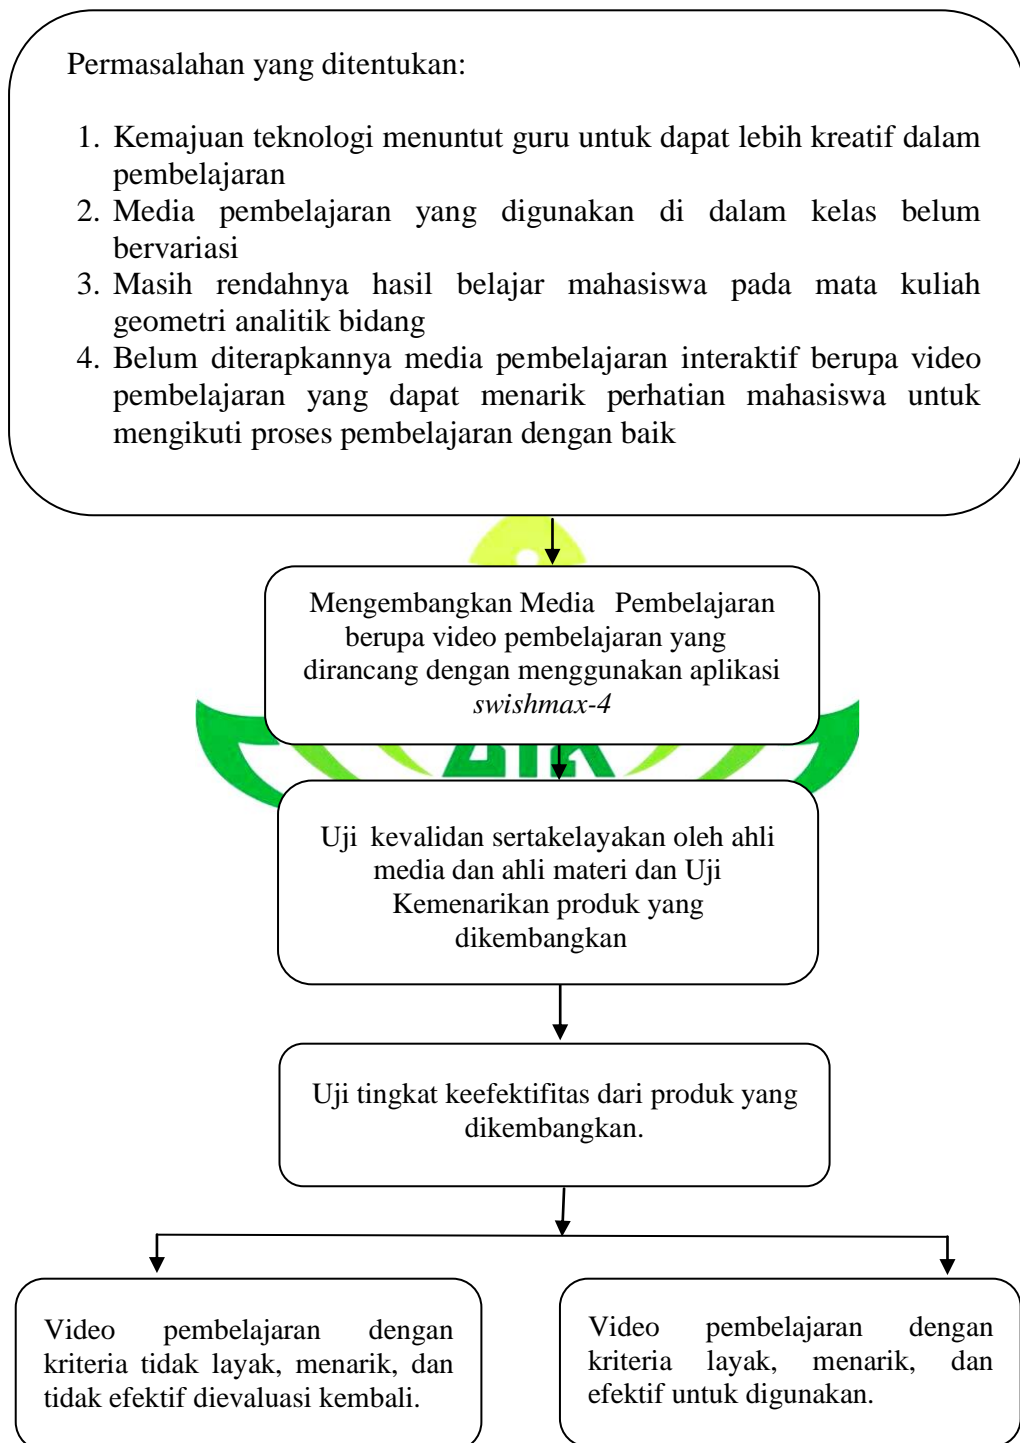 Permasalahan yang ditentukan:
1. Kemajuan teknologi menuntut guru untuk dapat lebih kreatif dalam
pembelajaran
2. Media pembelajaran yang digunakan di dalam kelas belum
bervariasi
3. Masih rendahnya hasil belajar mahasiswa pada mata kuliah
geometri analitik bidang
4. Belum diterapkannya media pembelajaran interaktif berupa video
pembelajaran yang dapat menarik perhatian mahasiswa untuk
mengikuti proses pembelajaran dengan baik
Mengembangkan Media Pembelajaran
berupa video pembelajaran yang
dirancang dengan menggunakan aplikasi
swishmax-4
Uji kevalidan sertakelayakan oleh ahli
media dan ahli materi dan Uji
Kemenarikan produk yang
dikembangkan
Uji tingkat keefektifitas dari produk yang
dikembangkan.
Video pembelajaran dengan
kriteria tidak layak, menarik, dan
tidak efektif dievaluasi kembali.
Video pembelajaran dengan
kriteria layak, menarik, dan
efektif untuk digunakan.